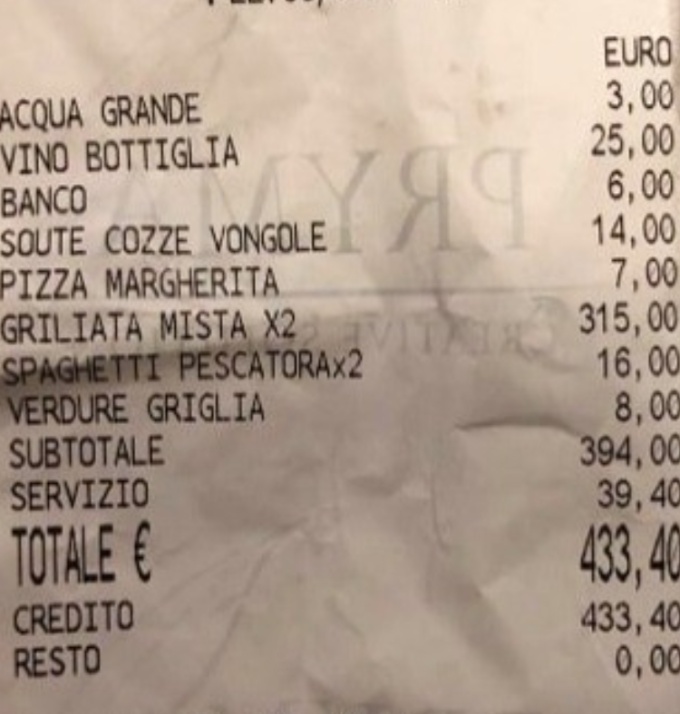 EURO
ACQUA GRANDE 3,00
VINO BOTTIGLIA 25,00
BANCO 6,00
SOUTE COZZE VONGOLE 14,00
PIZZA MARGHERITA 7,00
GRILIATA MISTA X2 315,00
SPAGHETTI PESCATORAx2 16,00
VERDURE GRIGLIA 8,00
SUBTOTALE 394,00
SERVIZIO 39,40
TOTALE € 433,40
CREDITO 433,40
RESTO 0,00